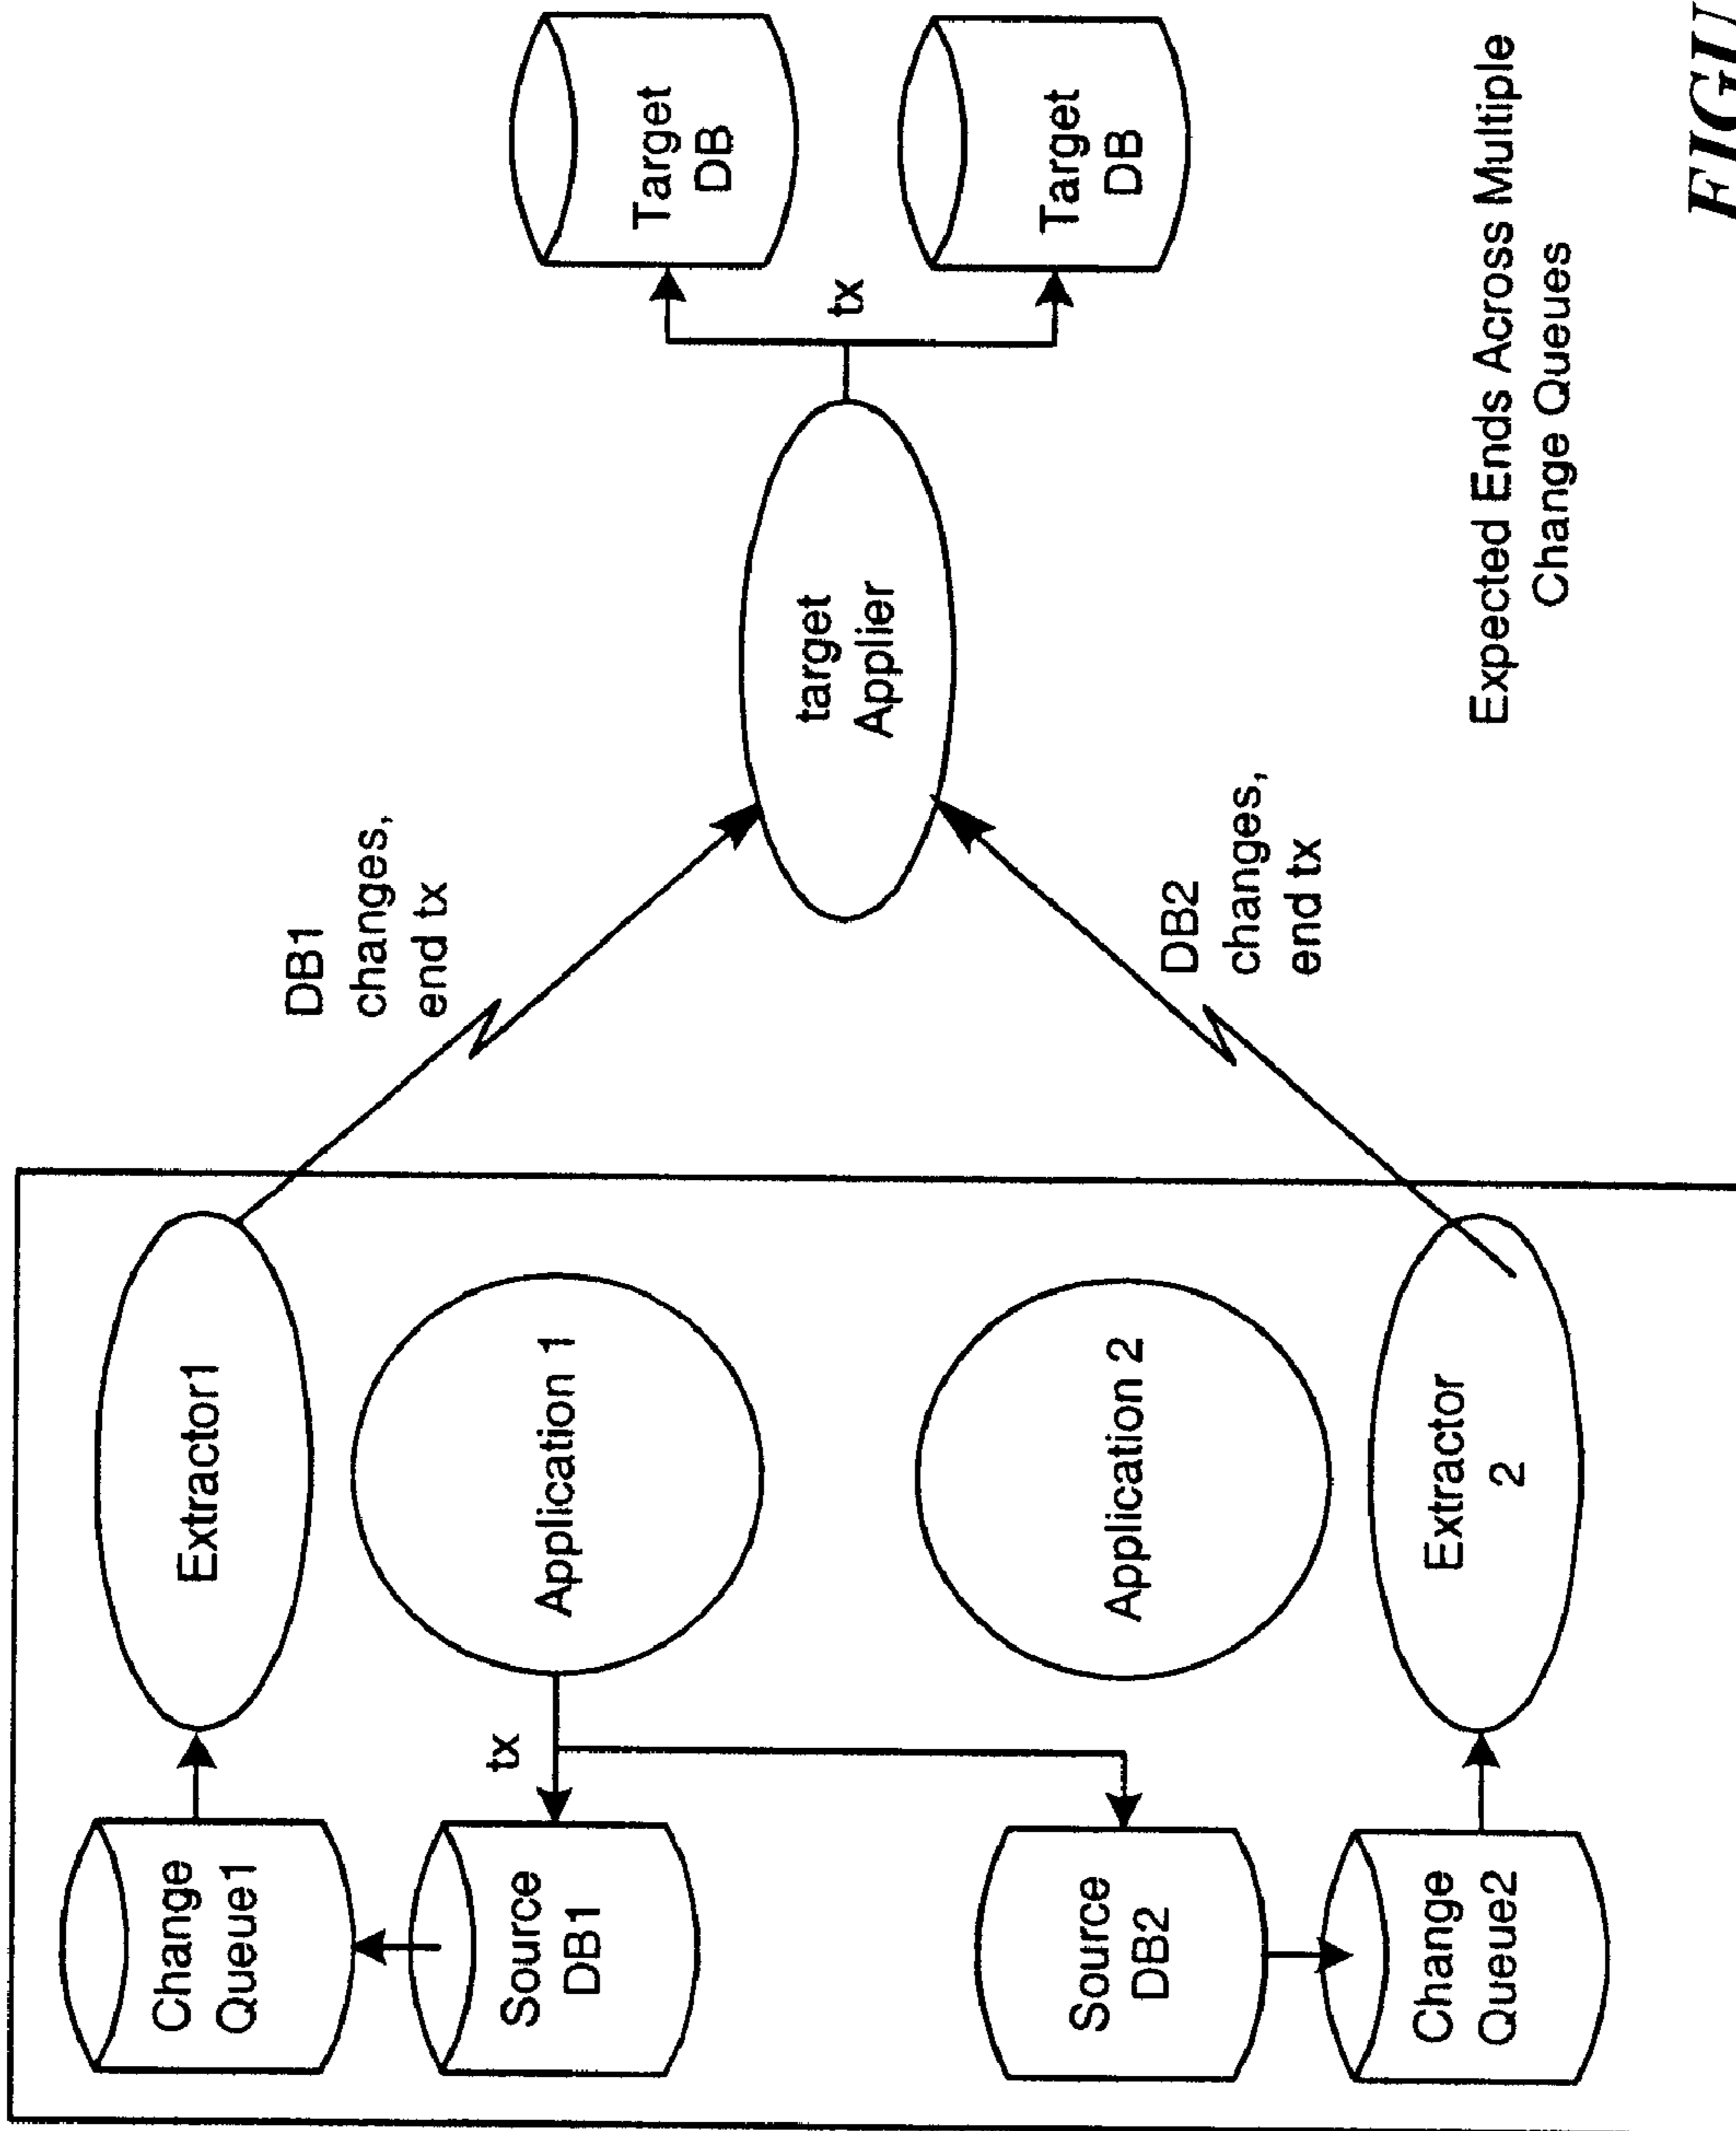 Change
Queue1
Extractor1
DB1
changes,
end tx
Source
DB1
tx
Application 1
target
Applier
Target
DB
tx
Target
DB
Source
DB2
Application 2
DB2
changes,
end tx
Change
Queue2
Extractor
2
Expected Ends Across Multiple
Change Queues